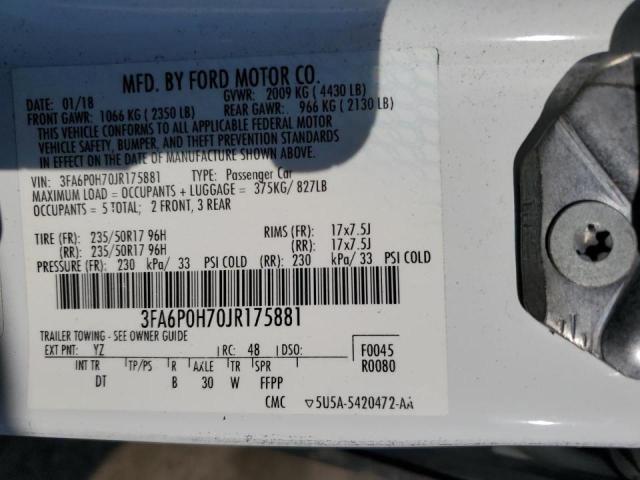 MFD. BY FORD MOTOR CO.
DATE: 01/18 GVWR: 2009 KG ( 4430 LB)
FRONT GAWR: 1066 KG ( 2350 LB) REAR GAWR: 966 KG ( 2130 LB)
THIS VEHICLE CONFORMS TO ALL APPLICABLE FEDERAL MOTOR
VEHICLE SAFETY, BUMPER, AND THEFT PREVENTION STANDARDS
IN EFFECT ON THE DATE OF MANUFACTURE SHOWN ABOVE.
VIN: 3FA6P0H70JR175881 TYPE: Passenger Car
MAXIMUM LOAD = OCCUPANTS + LUGGAGE = 375KG/ 827LB
OCCUPANTS = 5 TOTAL; 2 FRONT, 3 REAR
TIRE (FR): 235/50R17 96H RIMS (FR): 17x7.5J
(RR): 235/50R17 96H (RR): 17x7.5J
PRESSURE (FR): 230 kPa/ 33 PSI COLD (RR): 230 kPa/ 33 PSI COLD
3FA6P0H70JR175881
TRAILER TOWING - SEE OWNER GUIDE
EXT PNT: YZ RC: 48 DSO: F0045
INT TR TP/PS R AXLE TR SPR R0080
DT B 30 W FFPP
CMC ▽5U5A-5420472-AA